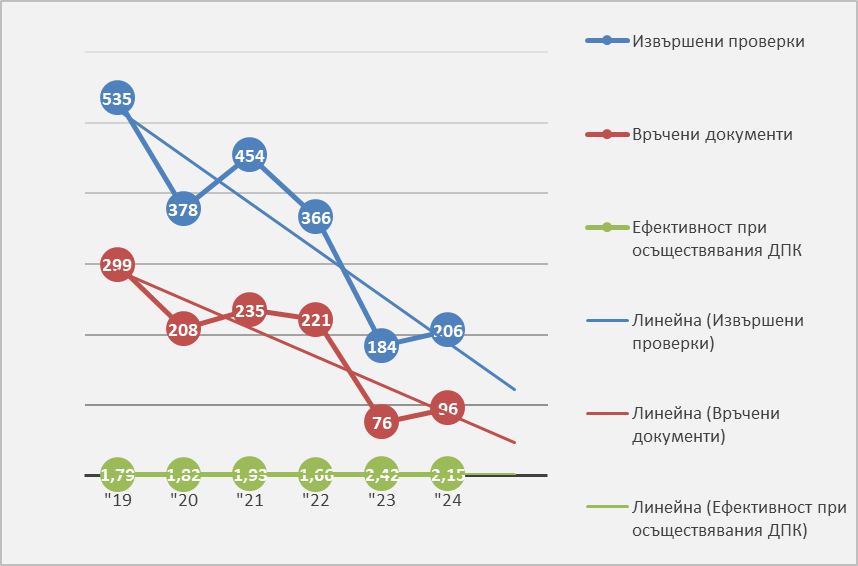 535
378
454
366
184
206
299
208
235
221
76
96
1,79
1,82
1,93
1,66
2,42
2,15
"19
"20
"21
"22
"23
"24
Извършени проверки
Връчени документи
Ефективност при
осъществявания ДПК
Линейна (Извършени
проверки)
Линейна (Връчени
документи)
Линейна (Ефективност при
осъществявания ДПК)